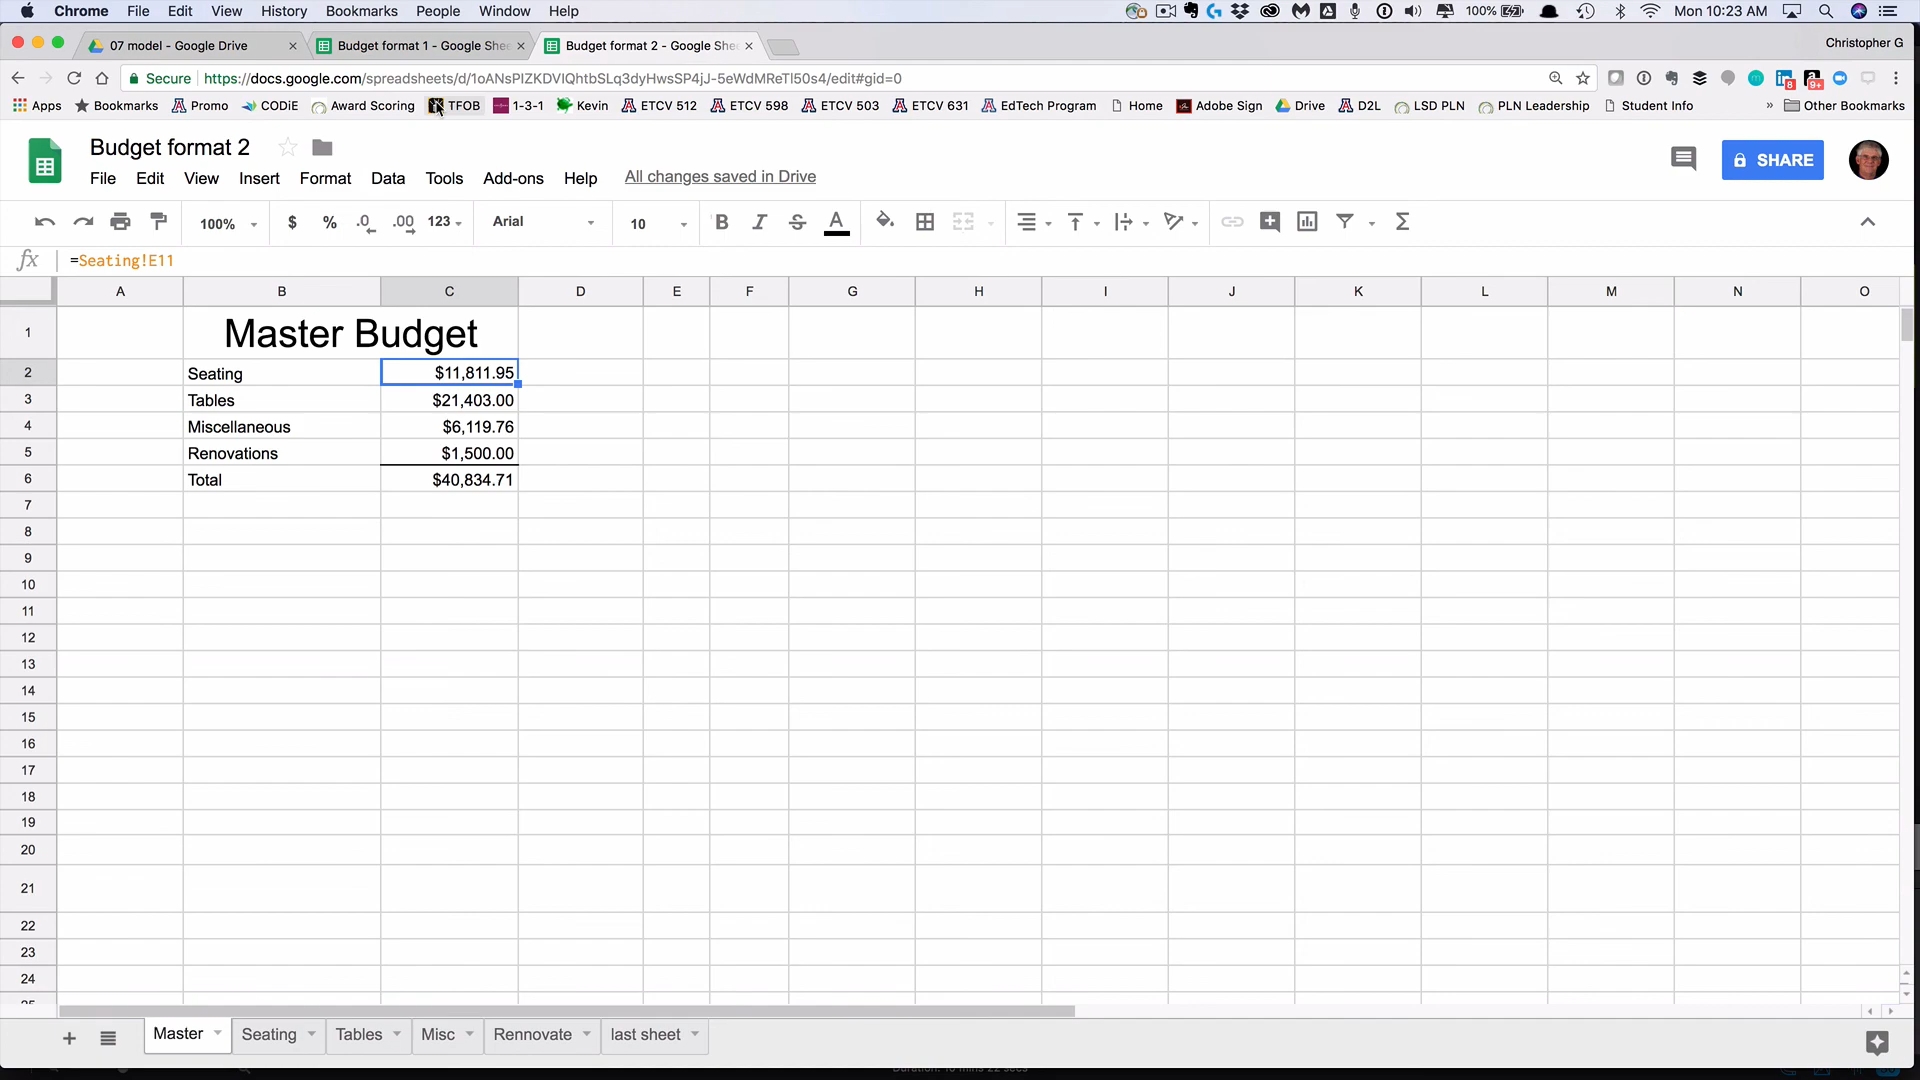 Chrome File Edit View History Bookmarks People Window Help 100% Mon 10:23 AM
07 model - Google Drive Budget format 1 - Google She Budget format 2 - Google She Christopher G
Secure https://docs.google.com/spreadsheets/d/1oANsPIZKDVIQhtbSLq3dyHwsSP4jJ-5eWdMReTl50s4/edit#gid=0 8 9+
Apps Bookmarks Promo CODiE Award Scoring TFOB 1-3-1 Kevin ETCV 512 ETCV 598 ETCV 503 ETCV 631 EdTech Program Home Adobe Sign Drive D2L LSD PLN PLN Leadership Student Info » Other Bookmarks
Budget format 2
SHARE
File Edit View Insert Format Data Tools Add-ons Help All changes saved in Drive
100% $ % .0 .00 123 Arial 10 B I S A Σ
fx =Seating!E11
A B C D E F G H I J K L M N O
1 Master Budget
2 Seating $11,811.95
3 Tables $21,403.00
4 Miscellaneous $6,119.76
5 Renovations $1,500.00
6 Total $40,834.71
7
8
9
10
11
12
13
14
15
16
17
18
19
20
21
22
23
24
25
+ Master Seating Tables Misc Rennovate last sheet